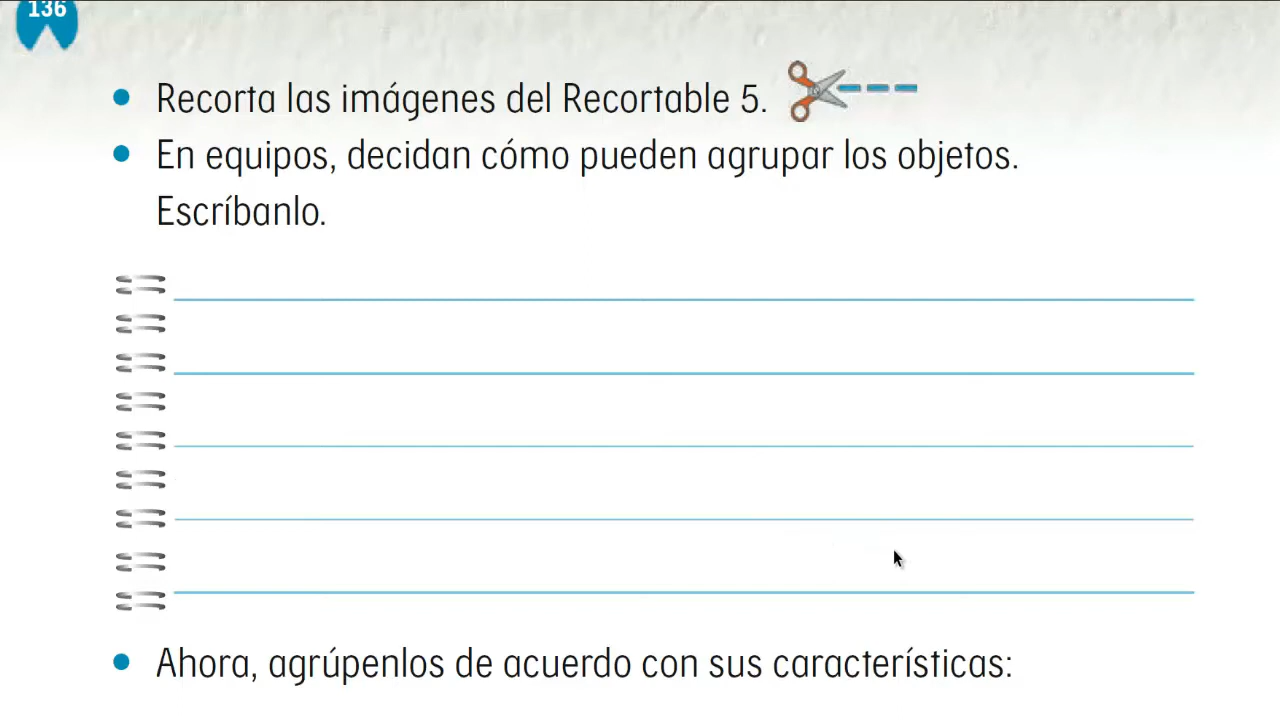 136
Recorta las imágenes del Recortable 5.
En equipos, decidan cómo pueden agrupar los objetos.
Escríbanlo.
Ahora, agrúpenlos de acuerdo con sus características: